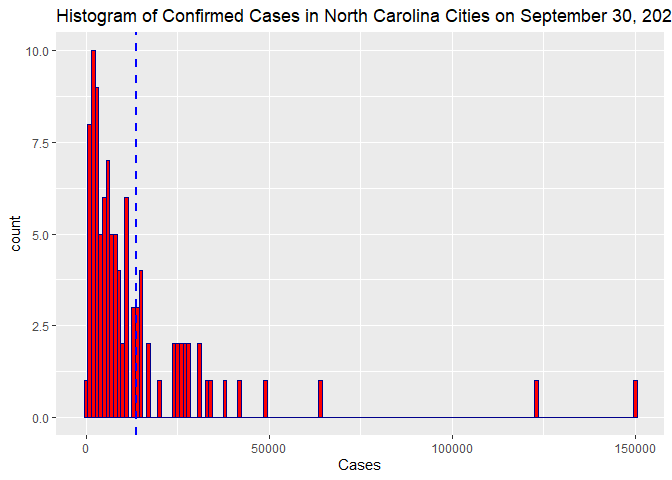 Histogram of Confirmed Cases in North Carolina Cities on September 30, 202
10.0
7.5
5.0
2.5
0.0
count
0 50000 100000 150000
Cases